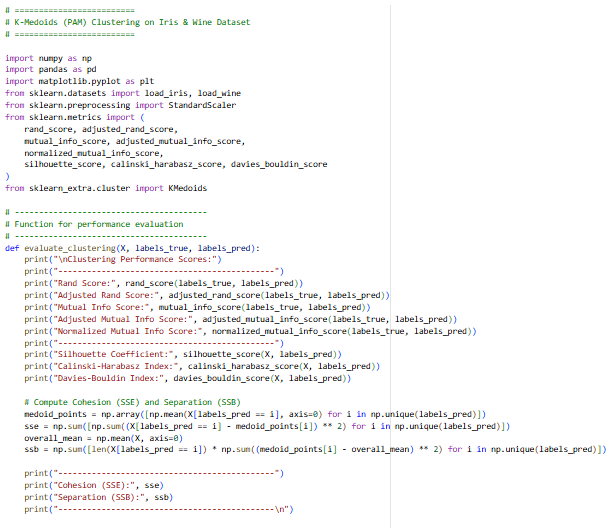 # =========================
# K-Medoids (PAM) Clustering on Iris & Wine Dataset
# =========================
import numpy as np
import pandas as pd
import matplotlib.pyplot as plt
from sklearn.datasets import load_iris, load_wine
from sklearn.preprocessing import StandardScaler
from sklearn.metrics import (
    rand_score, adjusted_rand_score,
    mutual_info_score, adjusted_mutual_info_score,
    normalized_mutual_info_score,
    silhouette_score, calinski_harabasz_score, davies_bouldin_score
)
from sklearn_extra.cluster import KMedoids
# ----------------------------------------
# Function for performance evaluation
# ----------------------------------------
def evaluate_clustering(X, labels_true, labels_pred):
    print("\nClustering Performance Scores:")
    print("---------------------------------------------")
    print("Rand Score:", rand_score(labels_true, labels_pred))
    print("Adjusted Rand Score:", adjusted_rand_score(labels_true, labels_pred))
    print("Mutual Info Score:", mutual_info_score(labels_true, labels_pred))
    print("Adjusted Mutual Info Score:", adjusted_mutual_info_score(labels_true, labels_pred))
    print("Normalized Mutual Info Score:", normalized_mutual_info_score(labels_true, labels_pred))
    print("---------------------------------------------")
    print("Silhouette Coefficient:", silhouette_score(X, labels_pred))
    print("Calinski-Harabasz Index:", calinski_harabasz_score(X, labels_pred))
    print("Davies-Bouldin Index:", davies_bouldin_score(X, labels_pred))
    # Compute Cohesion (SSE) and Separation (SSB)
    medoid_points = np.array([np.mean(X[labels_pred == i], axis=0) for i in np.unique(labels_pred)])
    sse = np.sum([np.sum((X[labels_pred == i] - medoid_points[i]) ** 2) for i in np.unique(labels_pred)])
    overall_mean = np.mean(X, axis=0)
    ssb = np.sum([len(X[labels_pred == i]) * np.sum((medoid_points[i] - overall_mean) ** 2) for i in np.unique(labels_pred)])
    print("---------------------------------------------")
    print("Cohesion (SSE):", sse)
    print("Separation (SSB):", ssb)
    print("---------------------------------------------\n")